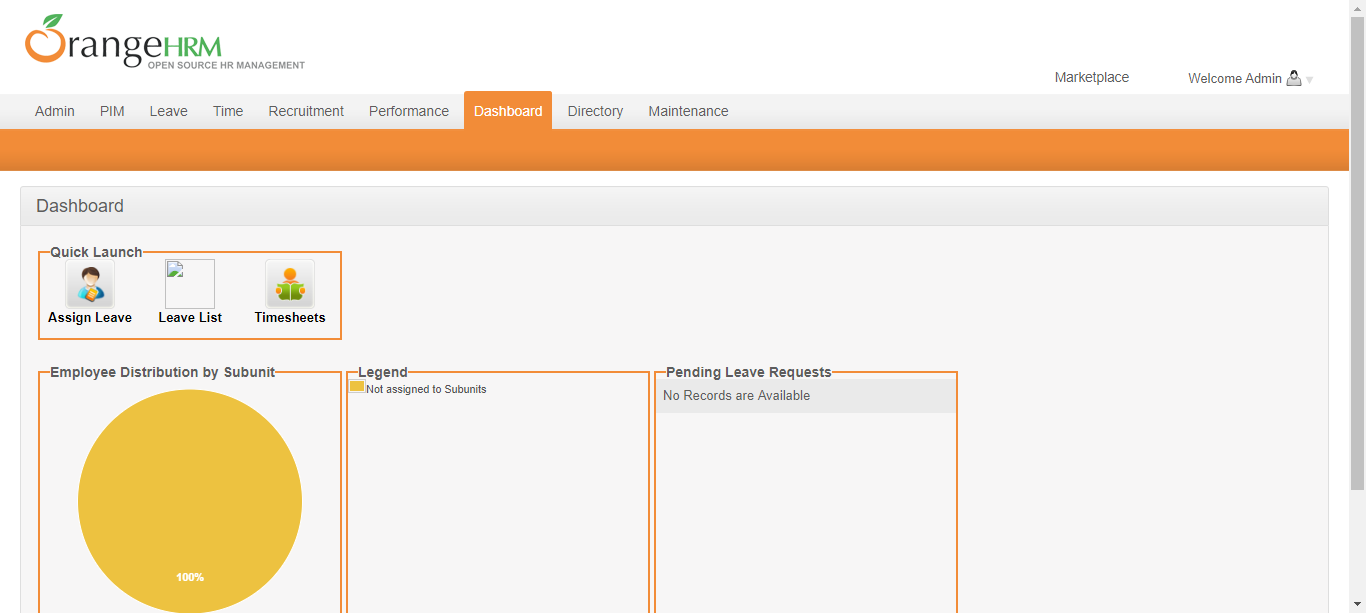 OrangeHRM
OPEN SOURCE HR MANAGEMENT
Marketplace
Welcome Admin
Admin PIM Leave Time Recruitment Performance Dashboard Directory Maintenance
Dashboard
Quick Launch
Assign Leave Leave List Timesheets
Employee Distribution by Subunit
100%
Legend
Not assigned to Subunits
Pending Leave Requests
No Records are Available